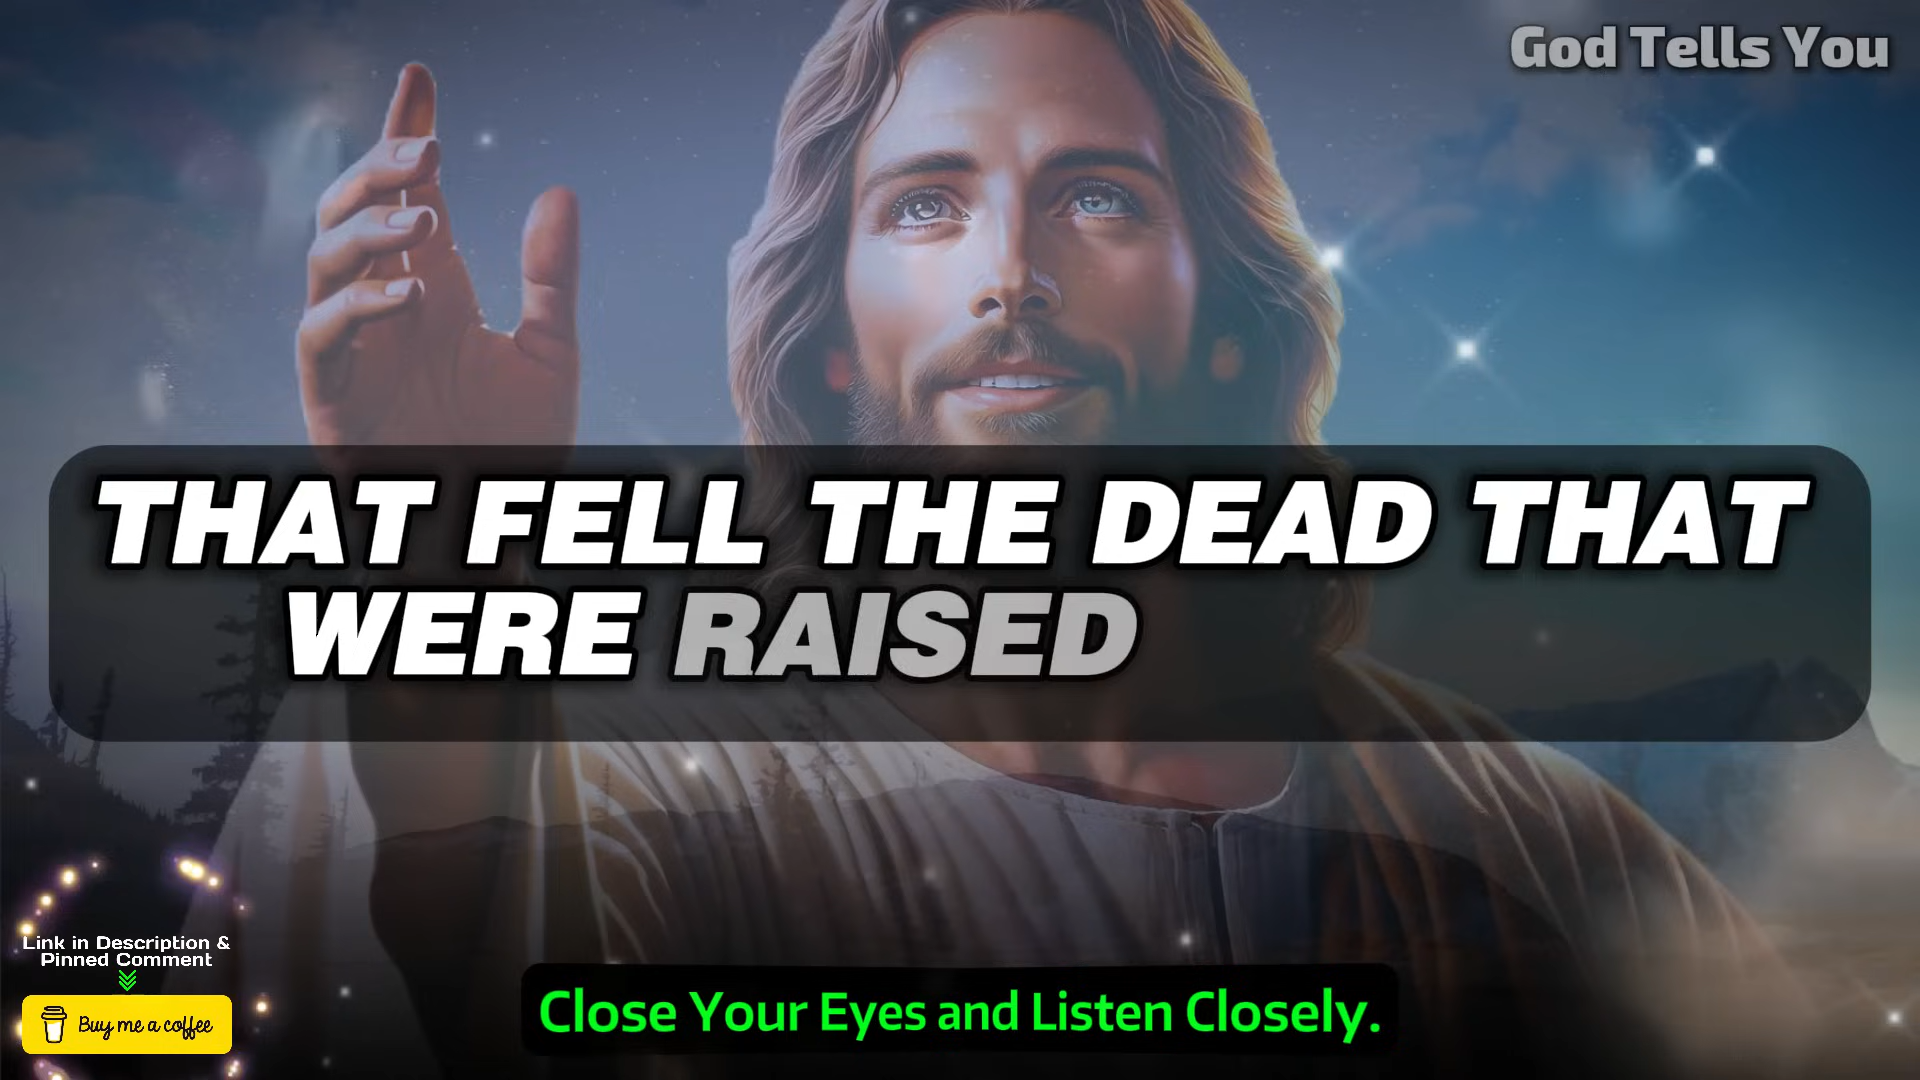 God Tells You
THAT FELL THE DEAD THAT
WERE RAISED
Link in Description &
Pinned Comment
Buy me a coffee
Close Your Eyes and Listen Closely.